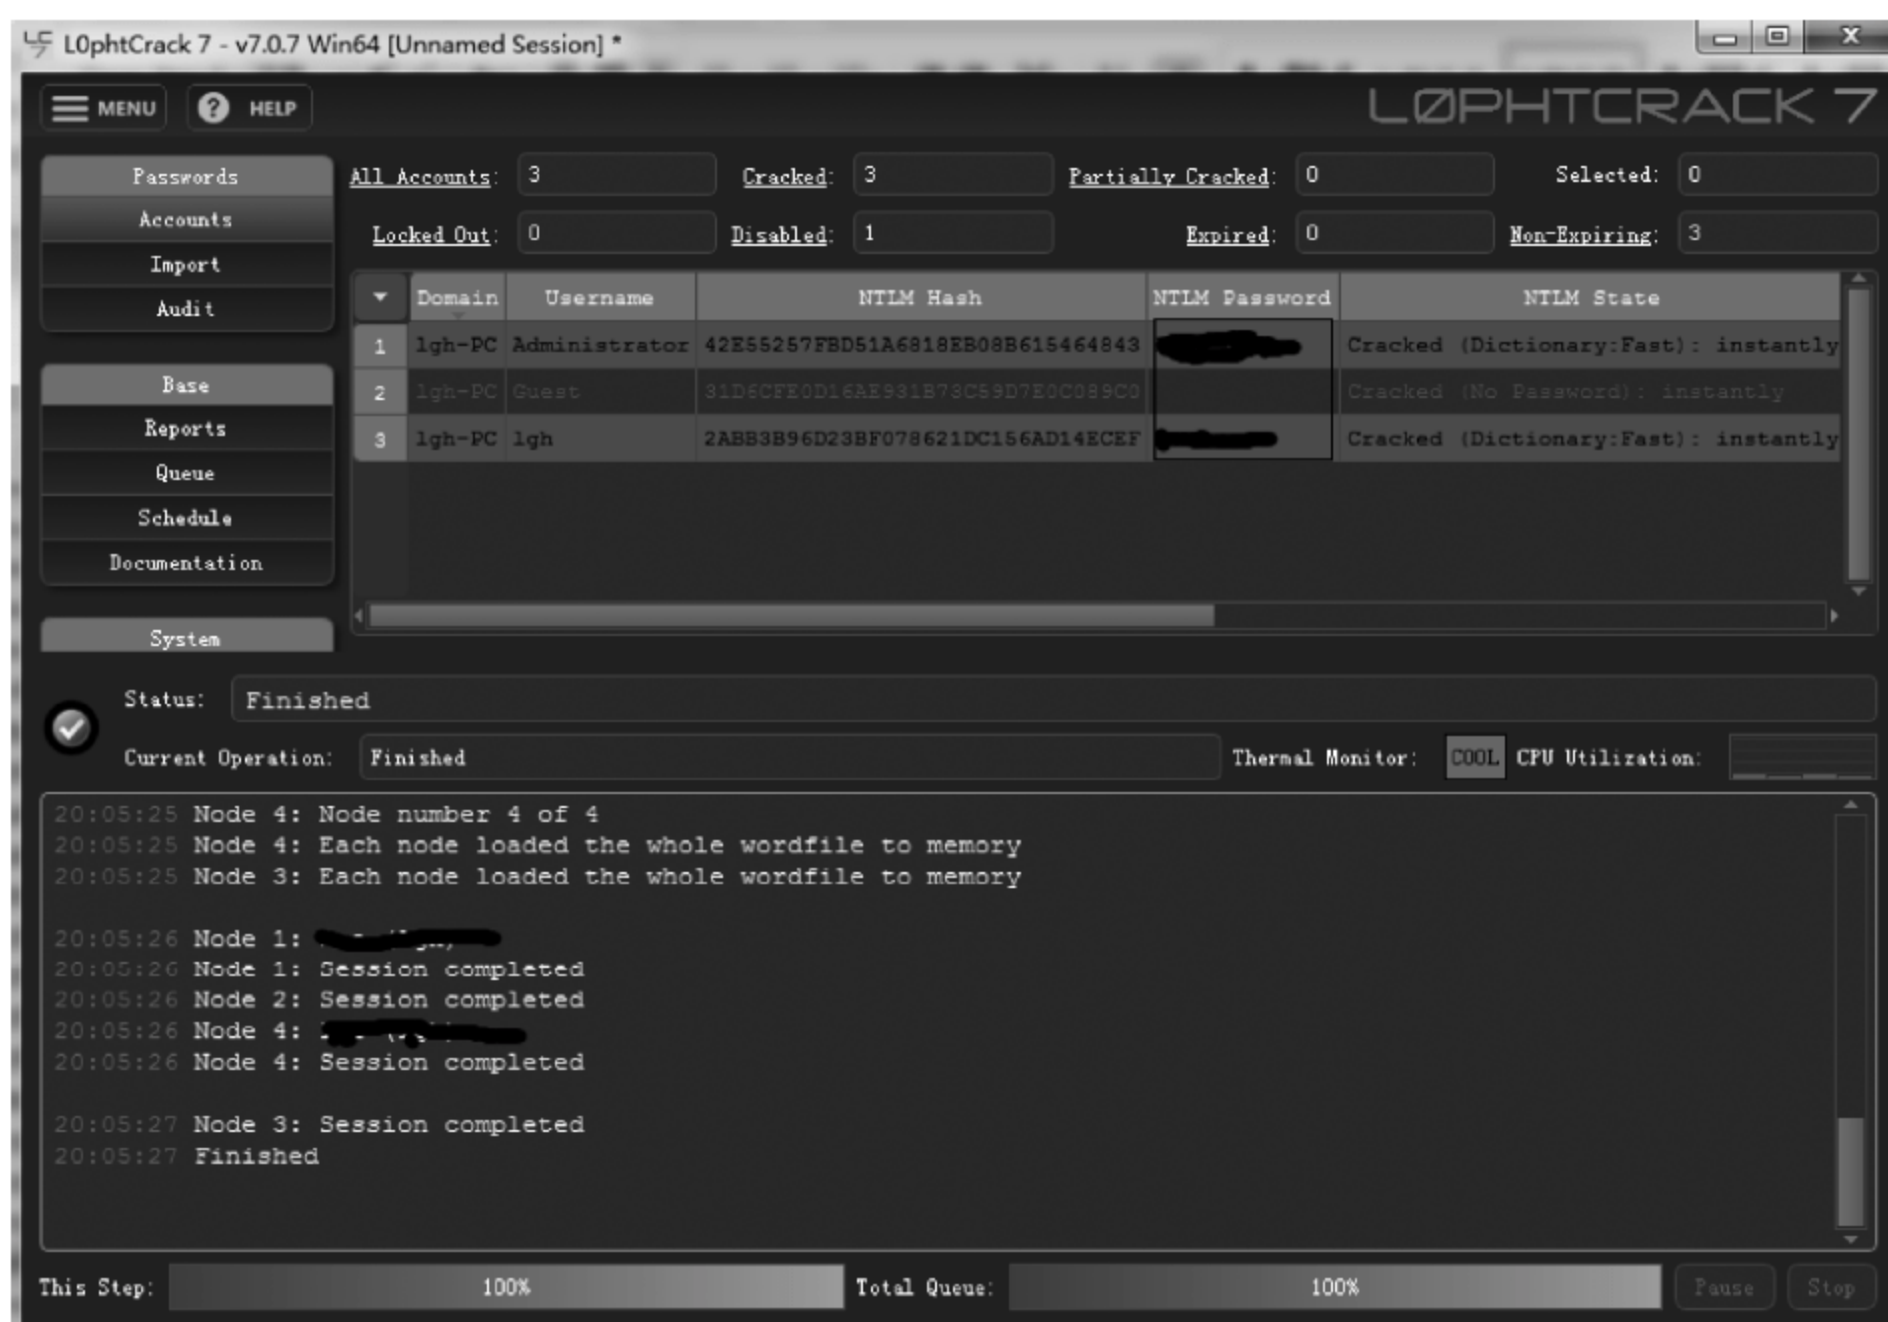 L0phtCrack 7 - v7.0.7 Win64 [Unnamed Session] *
MENU
HELP
LØPHTCRACK 7
Passwords
Accounts
Import
Audit
Base
Reports
Queue
Schedule
Documentation
System
All Accounts: 3 Cracked: 3 Partially Cracked: 0 Selected: 0
Locked Out: 0 Disabled: 1 Expired: 0 Non-Expiring: 3
Domain Username NTLM Hash NTLM Password NTLM State
1 lgh-PC Administrator 42E55257FBD51A6818EB08B615464843 Cracked (Dictionary:Fast): instantly
2 lgh-PC Guest 31D6CFE0D16AE931B73C59D7E0C089C0 Cracked (No Password): instantly
3 lgh-PC lgh 2ABB3B96D23BF078621DC156AD14ECEF Cracked (Dictionary:Fast): instantly
Status: Finished
Current Operation: Finished Thermal Monitor: COOL CPU Utilization:
20:05:25 Node 4: Node number 4 of 4
20:05:25 Node 4: Each node loaded the whole wordfile to memory
20:05:25 Node 3: Each node loaded the whole wordfile to memory
20:05:26 Node 1:
20:05:26 Node 1: Session completed
20:05:26 Node 2: Session completed
20:05:26 Node 4:
20:05:26 Node 4: Session completed
20:05:27 Node 3: Session completed
20:05:27 Finished
This Step: 100% Total Queue: 100% Pause Stop